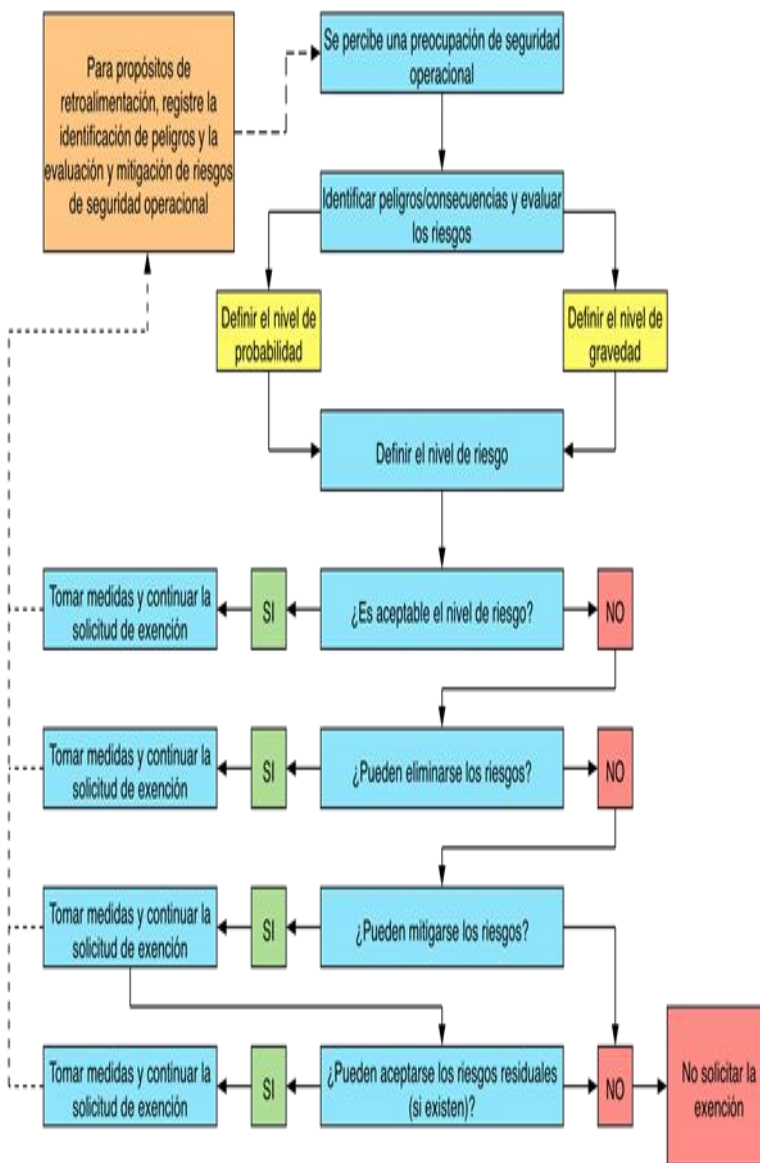 Para propósitos de
retroalimentación, registre la
identificación de peligros y la
evaluación y mitigación de riesgos
de seguridad operacional
Se percibe una preocupación de seguridad
operacional
Identificar peligros/consecuencias y evaluar
los riesgos
Definir el nivel de
probabilidad
Definir el nivel de
gravedad
Definir el nivel de riesgo
Tomar medidas y continuar la
solicitud de exención
SI
¿Es aceptable el nivel de riesgo?
NO
Tomar medidas y continuar la
solicitud de exención
SI
¿Pueden eliminarse los riesgos?
NO
Tomar medidas y continuar la
solicitud de exención
SI
¿Pueden mitigarse los riesgos?
Tomar medidas y continuar la
solicitud de exención
SI
¿Pueden aceptarse los riesgos residuales
(si existen)?
NO
No solicitar la
exención